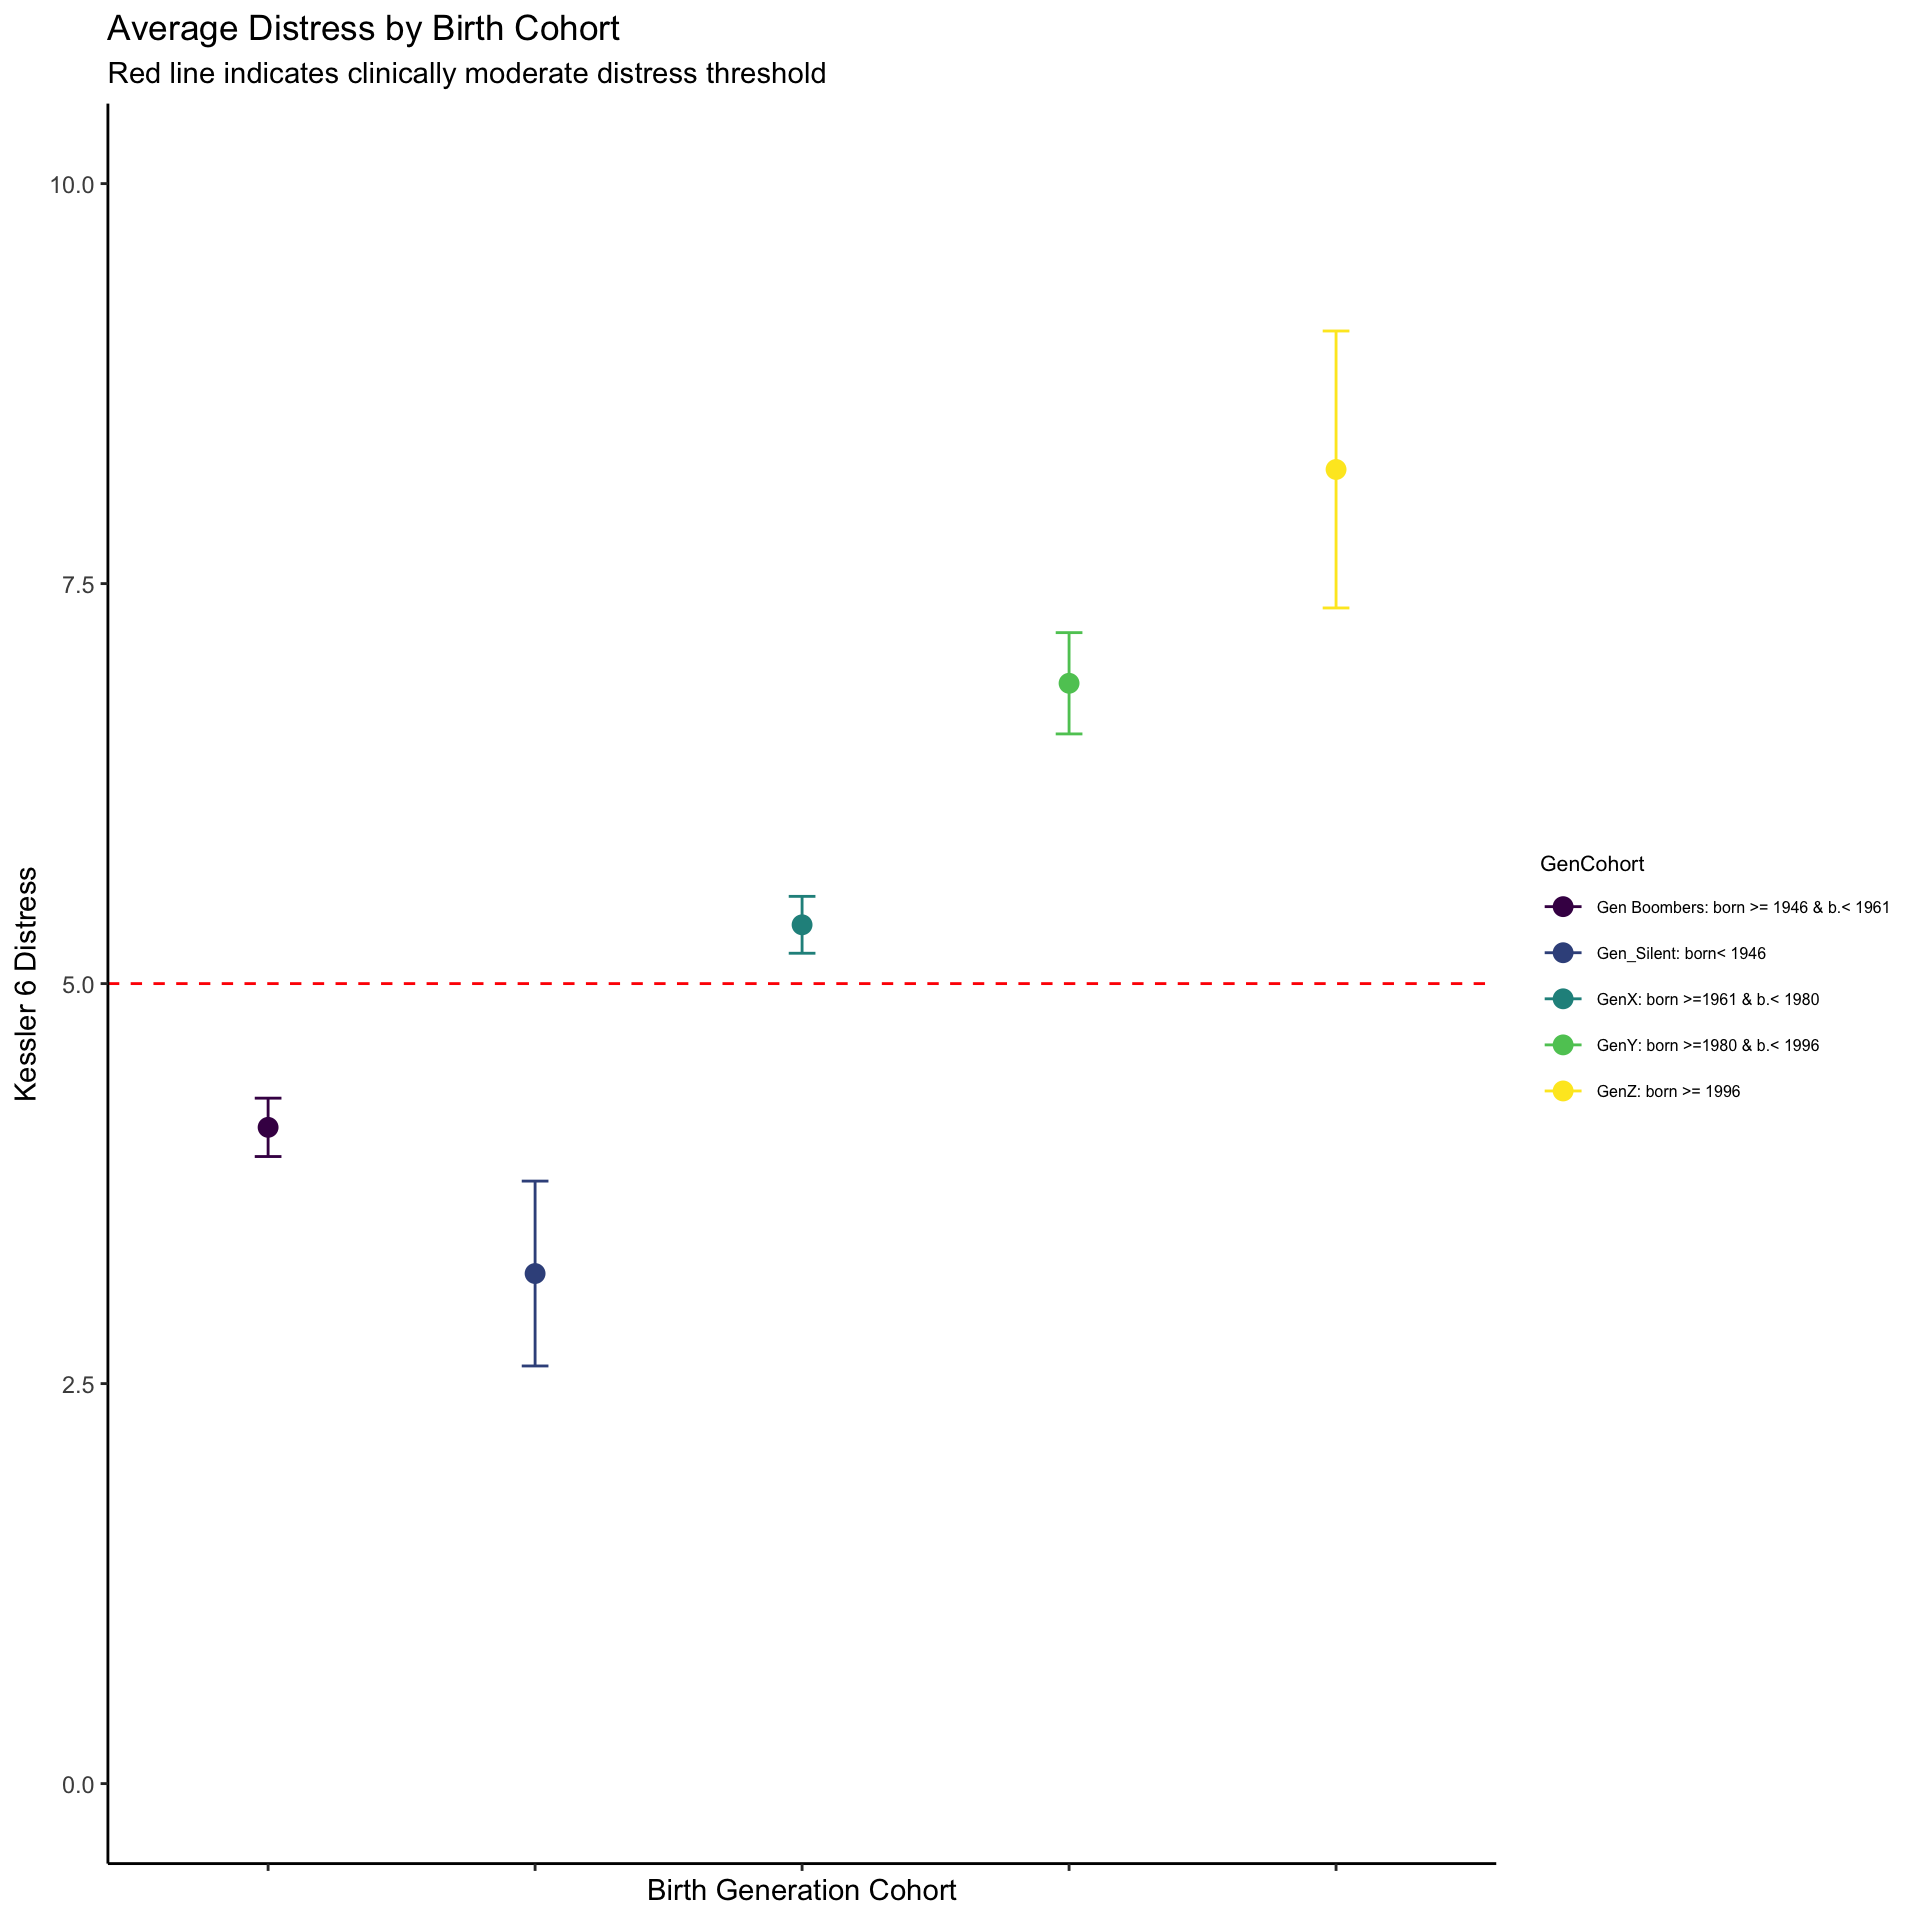 Average Distress by Birth Cohort
Red line indicates clinically moderate distress threshold
10.0
7.5
5.0
2.5
0.0
Kessler 6 Distress
Birth Generation Cohort
GenCohort
Gen Boombers: born >= 1946 & b.< 1961
Gen_Silent: born< 1946
GenX: born >=1961 & b.< 1980
GenY: born >=1980 & b.< 1996
GenZ: born >= 1996